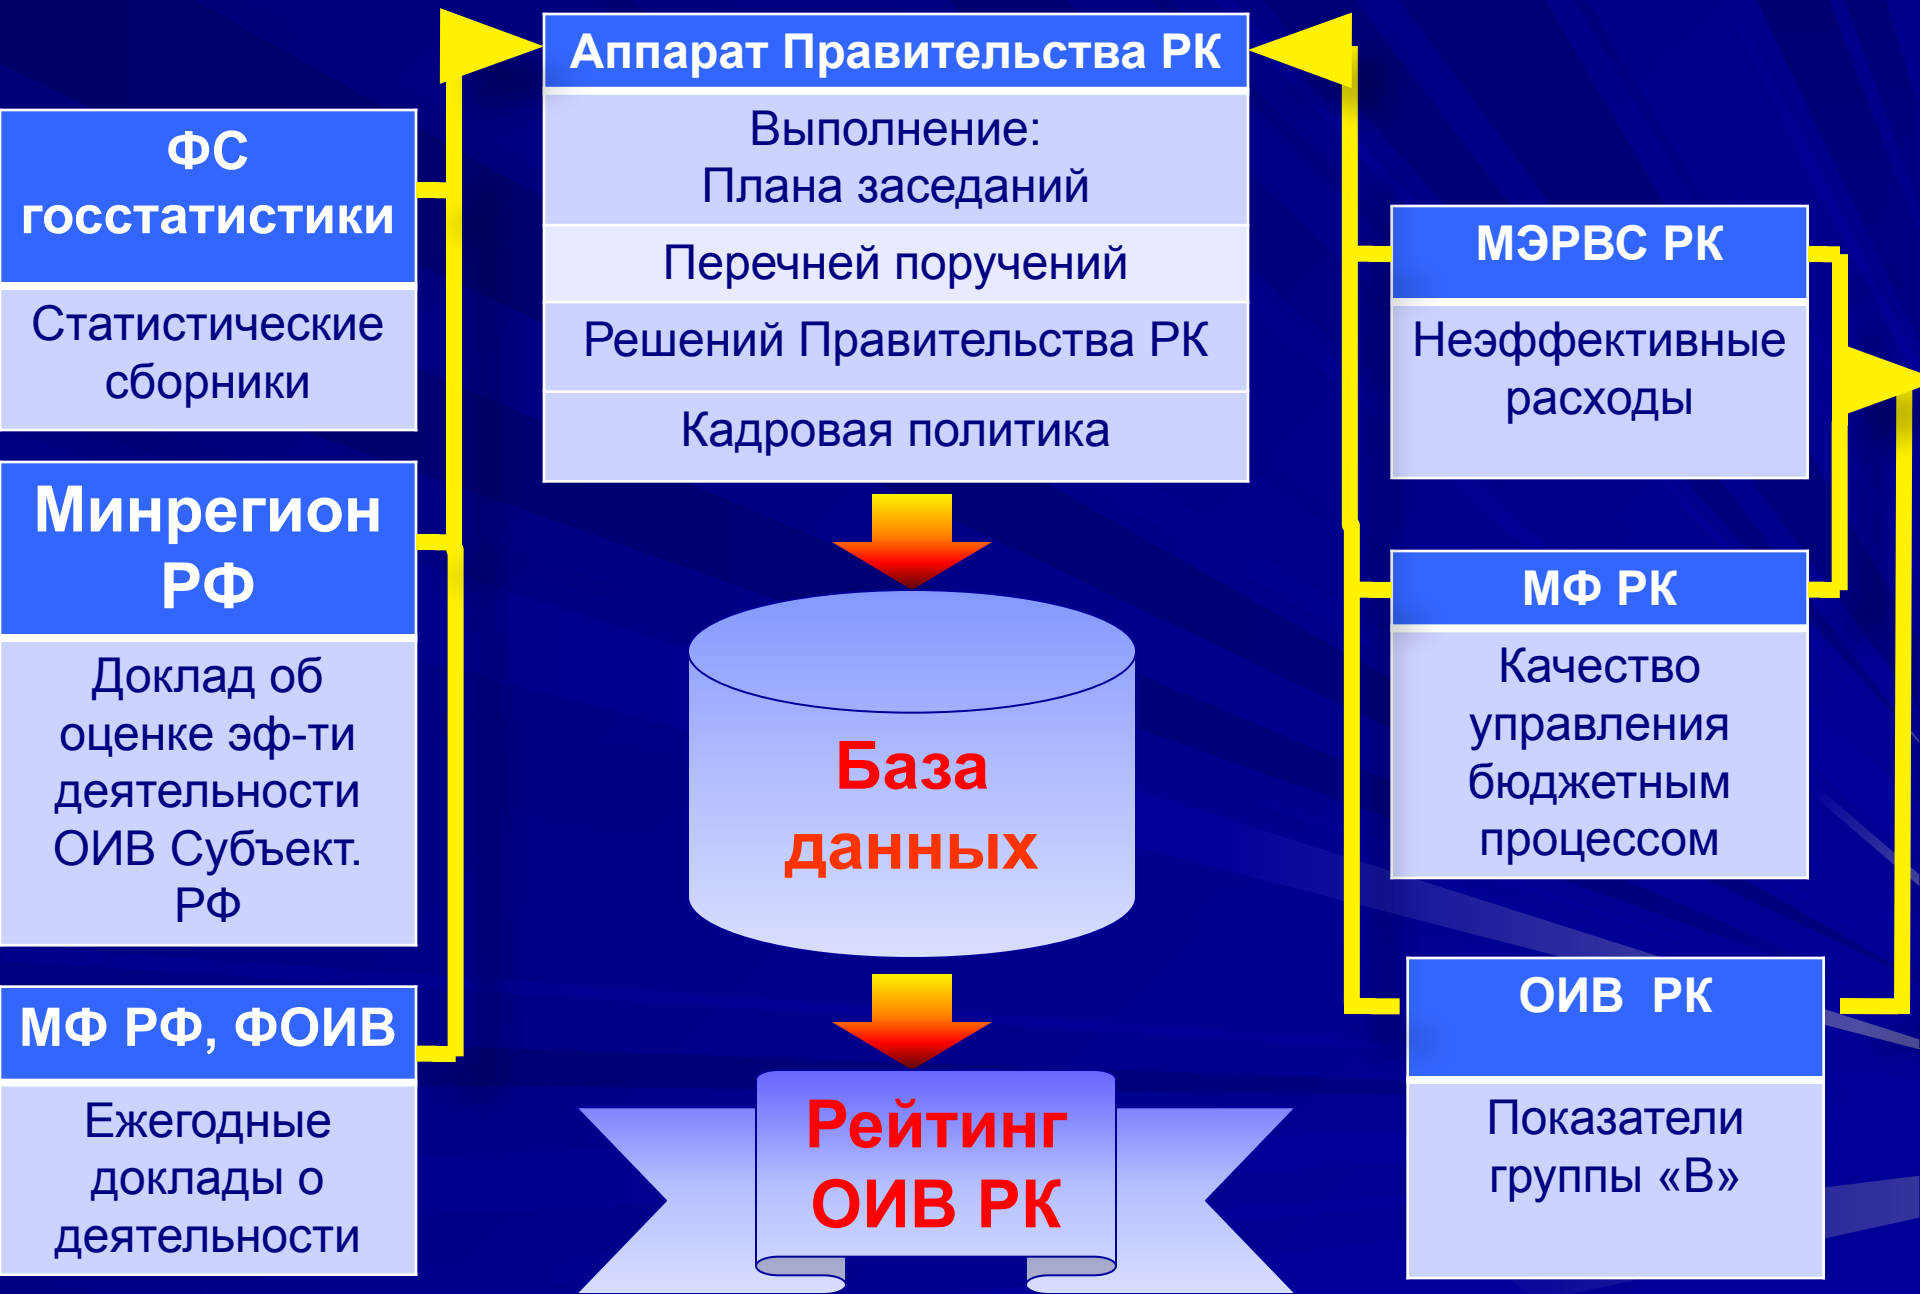 Аппарат Правительства РК
Выполнение:
Плана заседаний
Перечней поручений
Решений Правительства РК
Кадровая политика
ФС
госстатистики
Статистические
сборники
Минрегион
РФ
Доклад об
оценке эф-ти
деятельности
ОИВ Субъект.
РФ
МФ РФ, ФОИВ
Ежегодные
доклады о
деятельности
База
данных
Рейтинг
ОИВ РК
МЭРВС РК
Неэффективные
расходы
МФ РК
Качество
управления
бюджетным
процессом
ОИВ РК
Показатели
группы «В»